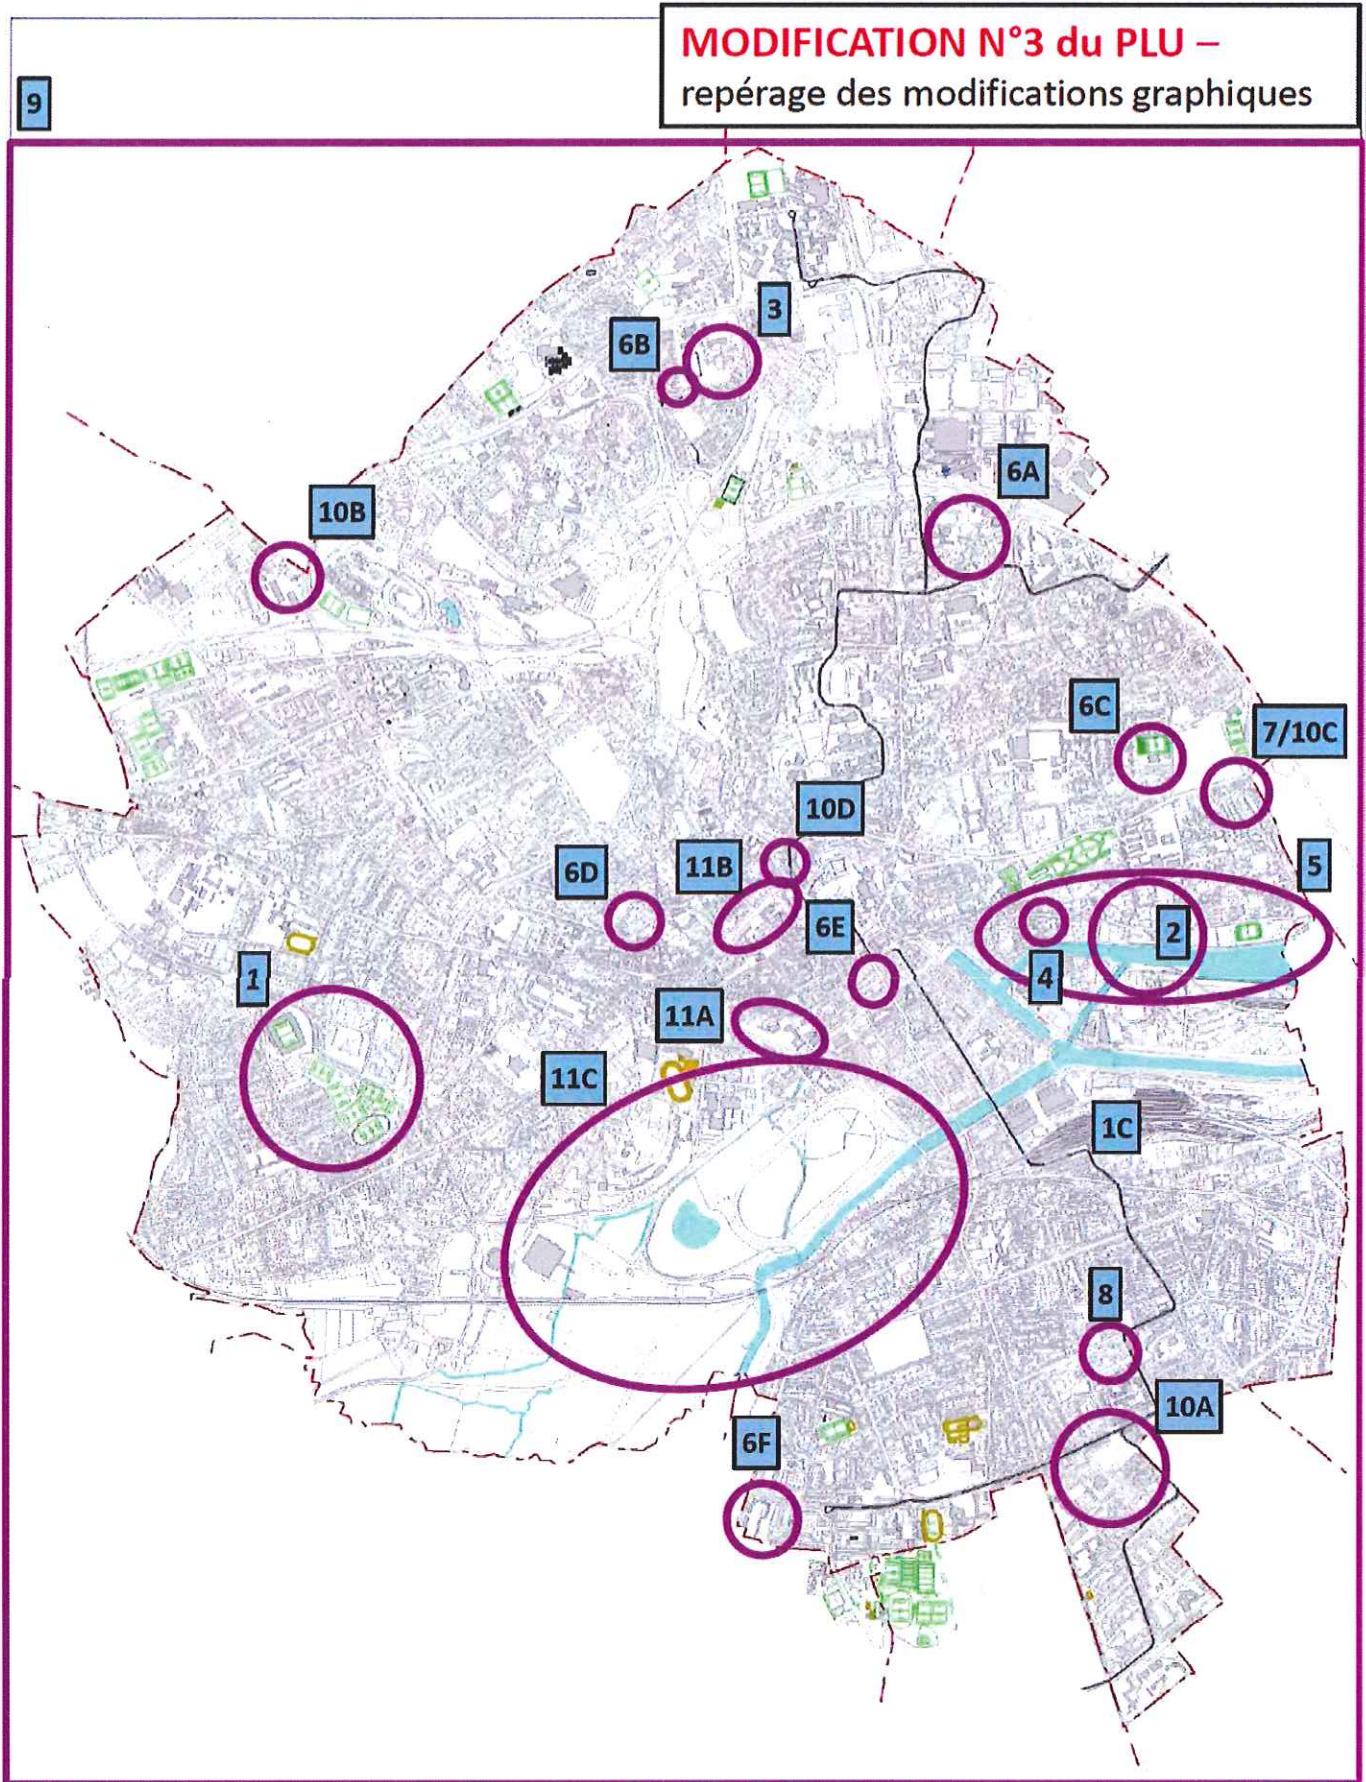 MODIFICATION N°3 du PLU –
repérage des modifications graphiques
9
3
6B
6A
10B
6C
7/10C
10D
11B
6D
5
6E
2
1
4
11A
11C
1C
8
10A
6F